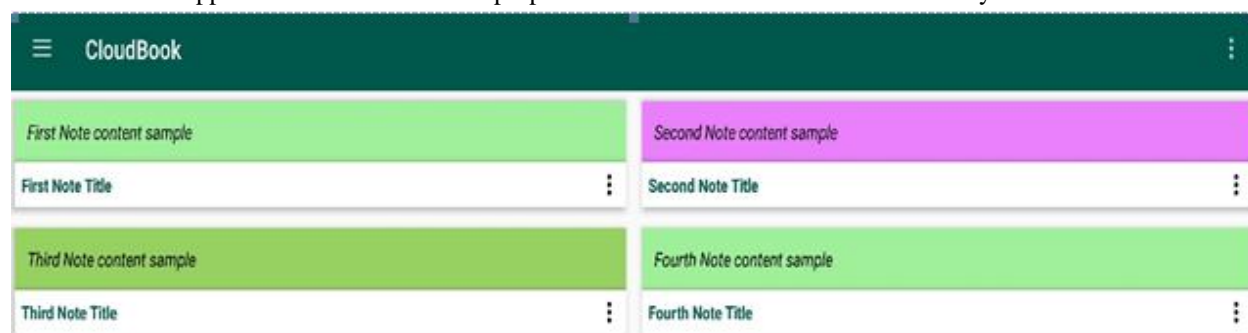 CloudBook
First Note content sample
Second Note content sample
First Note Title
Second Note Title
Third Note content sample
Fourth Note content sample
Third Note Title
Fourth Note Title